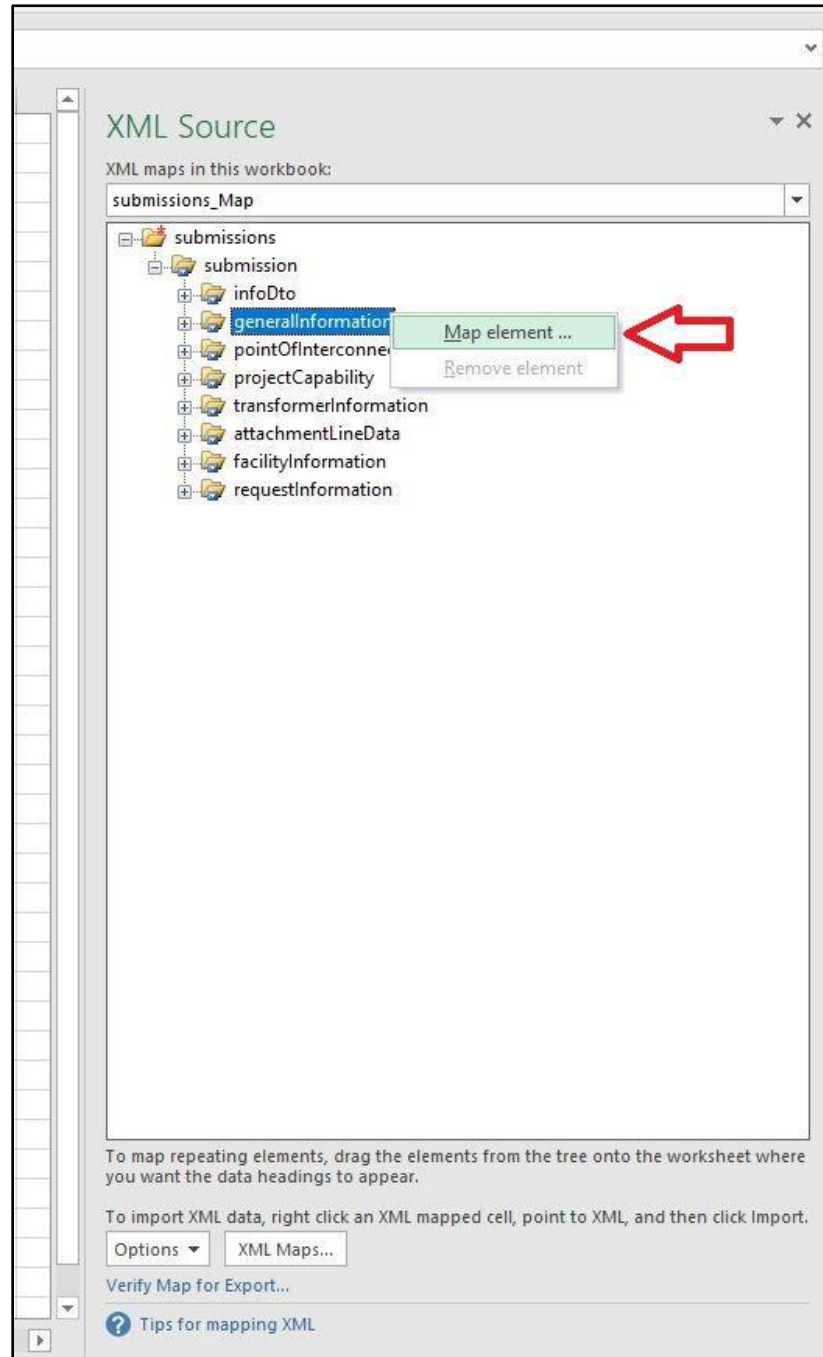 XML Source
XML maps in this workbook:
submissions_Map
submissions
submission
infoDto
generalInformation
Map element ...
pointOfInterconne
Remove element
projectCapability
transformerInformation
attachmentLineData
facilityInformation
requestInformation
To map repeating elements, drag the elements from the tree onto the worksheet where
you want the data headings to appear.
To import XML data, right click an XML mapped cell, point to XML, and then click Import.
Options
XML Maps...
Verify Map for Export...
Tips for mapping XML